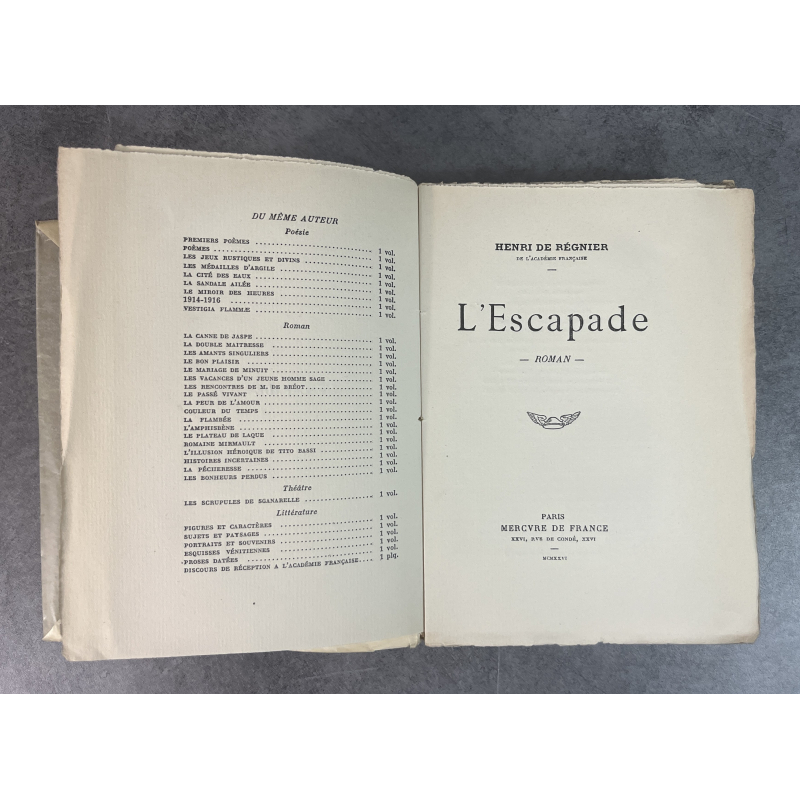 DU MÊME AUTEUR
Poésie
PREMIERS POÈMES ........ 1 vol.
POÈMES ........ 1 vol.
LES JEUX RUSTIQUES ET DIVINS ........ 1 vol.
LES MÉDAILLES D'ARGILE ........ 1 vol.
LA CITÉ DES EAUX ........ 1 vol.
LA SANDALE AILÉE ........ 1 vol.
LE MIROIR DES HEURES ........ 1 vol.
1914-1916 ........ 1 vol.
VESTIGIA FLAMMÆ ........ 1 vol.
Roman
LA CANNE DE JASPE ........ 1 vol.
LA DOUBLE MAITRESSE ........ 1 vol.
LES AMANTS SINGULIERS ........ 1 vol.
LE BON PLAISIR ........ 1 vol.
LE MARIAGE DE MINUIT ........ 1 vol.
LES VACANCES D'UN JEUNE HOMME SAGE ........ 1 vol.
LES RENCONTRES DE M. DE BRÉOT ........ 1 vol.
LE PASSÉ VIVANT ........ 1 vol.
LA PEUR DE L'AMOUR ........ 1 vol.
COULEUR DU TEMPS ........ 1 vol.
LA FLAMBÉE ........ 1 vol.
L'AMPHISBÈNE ........ 1 vol.
LE PLATEAU DE LAQUE ........ 1 vol.
ROMAINE MIRMAULT ........ 1 vol.
L'ILLUSION HÉROIQUE DE TITO BASSI ........ 1 vol.
HISTOIRES INCERTAINES ........ 1 vol.
LA PÉCHERESSE ........ 1 vol.
LES BONHEURS PERDUS ........ 1 vol.
Théâtre
LES SCRUPULES DE SGANARELLE ........ 1 vol.
Littérature
FIGURES ET CARACTÈRES ........ 1 vol.
SUJETS ET PAYSAGES ........ 1 vol.
PORTRAITS ET SOUVENIRS ........ 1 vol.
ESQUISSES VÉNITIENNES ........ 1 vol.
PROSES DATÉES ........ 1 vol.
DISCOURS DE RÉCEPTION A L'ACADÉMIE FRANÇAISE.... 1 plq.
HENRI DE RÉGNIER
DE L'ACADÉMIE FRANÇAISE
L'Escapade
— ROMAN —
PARIS
MERCVRE DE FRANCE
XXVI, RVE DE CONDÉ, XXVI
MCMXXVI